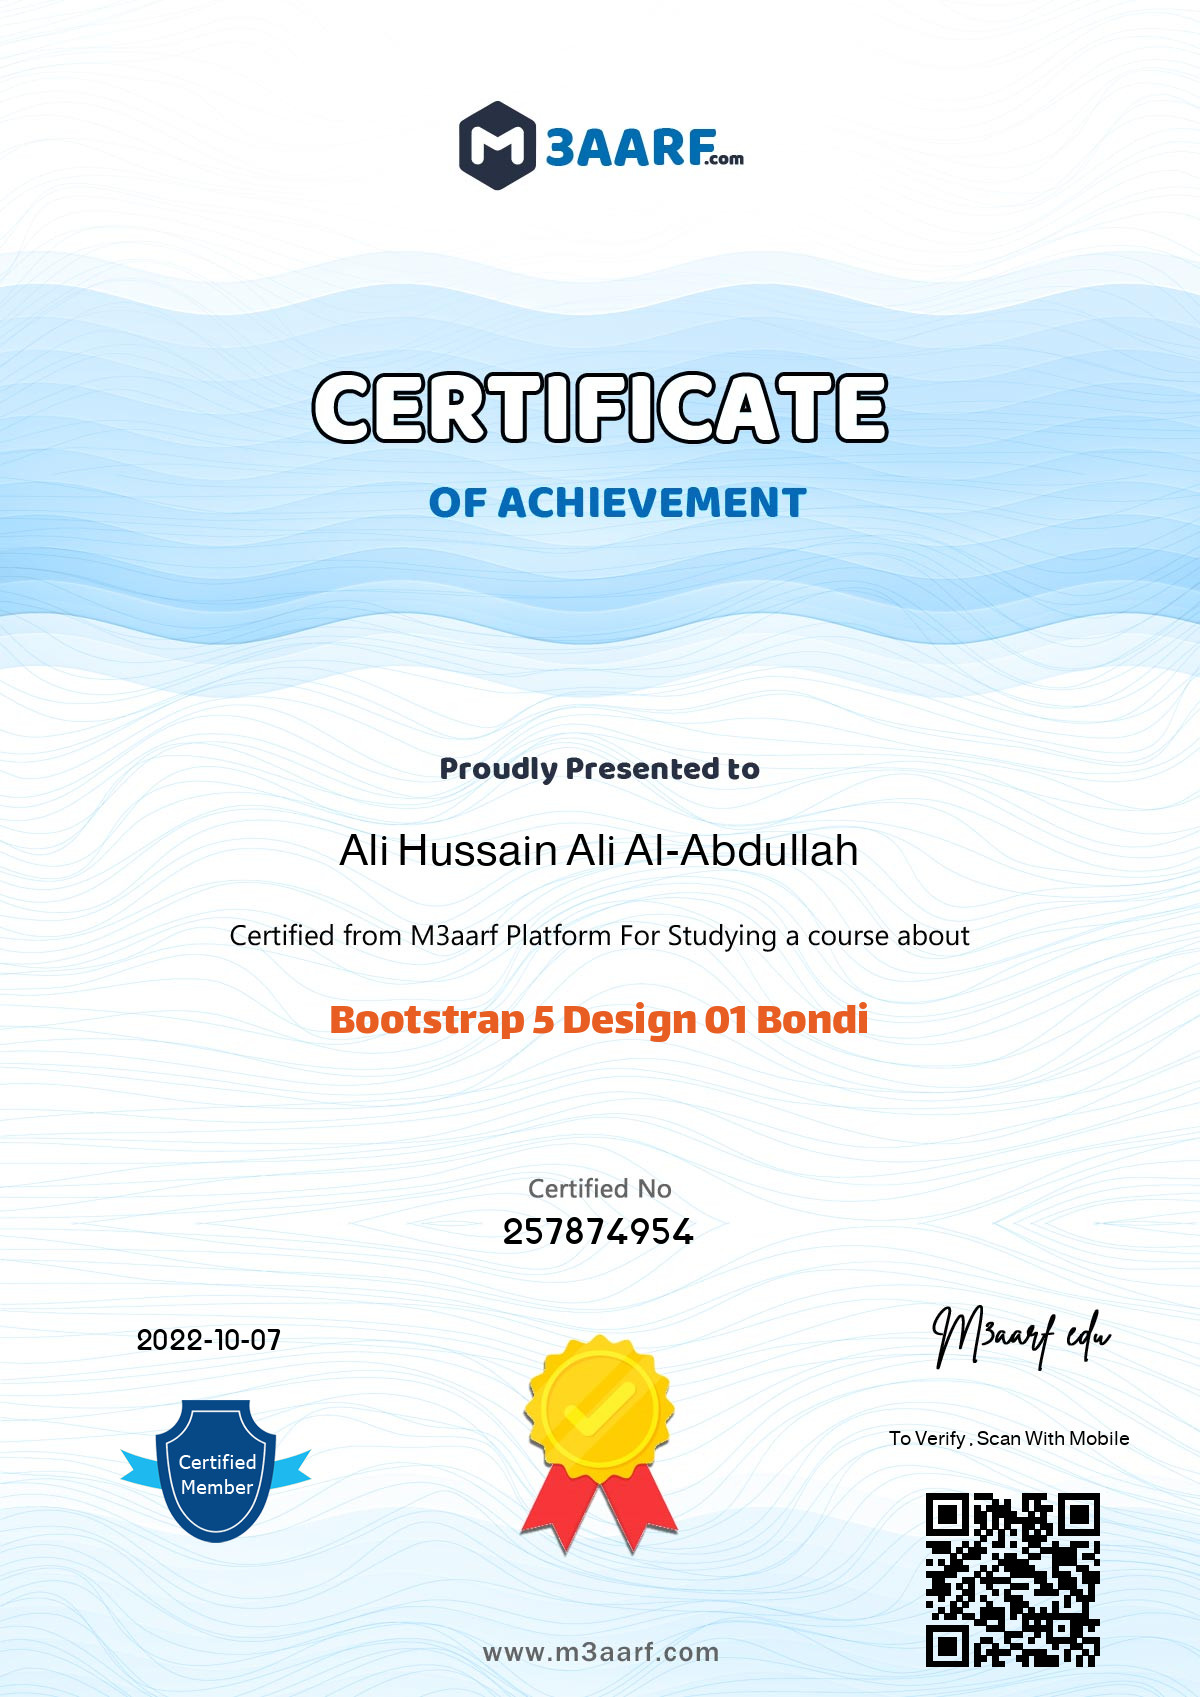 M 3AARF.com
CERTIFICATE
OF ACHIEVEMENT
Proudly Presented to
Ali Hussain Ali Al-Abdullah
Certified from M3aarf Platform For Studying a course about
Bootstrap 5 Design 01 Bondi
Certified No
257874954
2022-10-07
M3aarf edu
Certified
Member
To Verify , Scan With Mobile
www.m3aarf.com